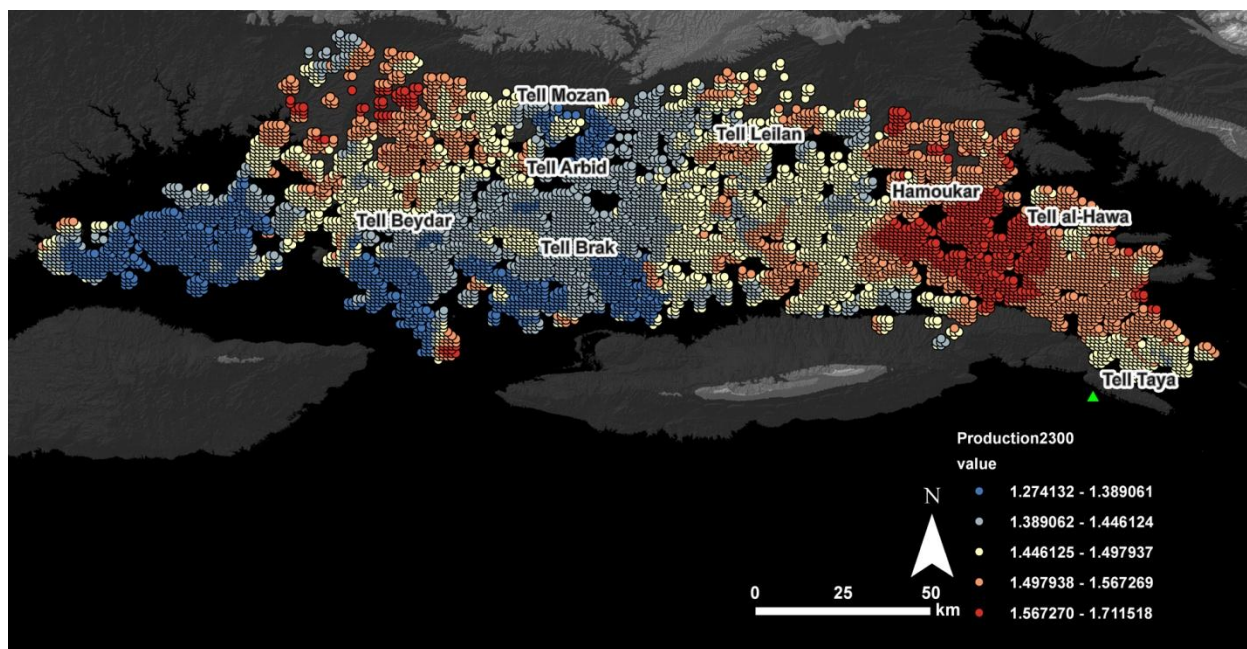 Tell Mozan
Tell Leilan
Tell Arbid
Hamoukar
Tell Beydar
Tell al-Hawa
Tell Brak
Tell Taya
Production2300
value
1.274132 - 1.389061
N
1.389062 - 1.446124
1.446125 - 1.497937
1.497938 - 1.567269
0 25 50
km
1.567270 - 1.711518